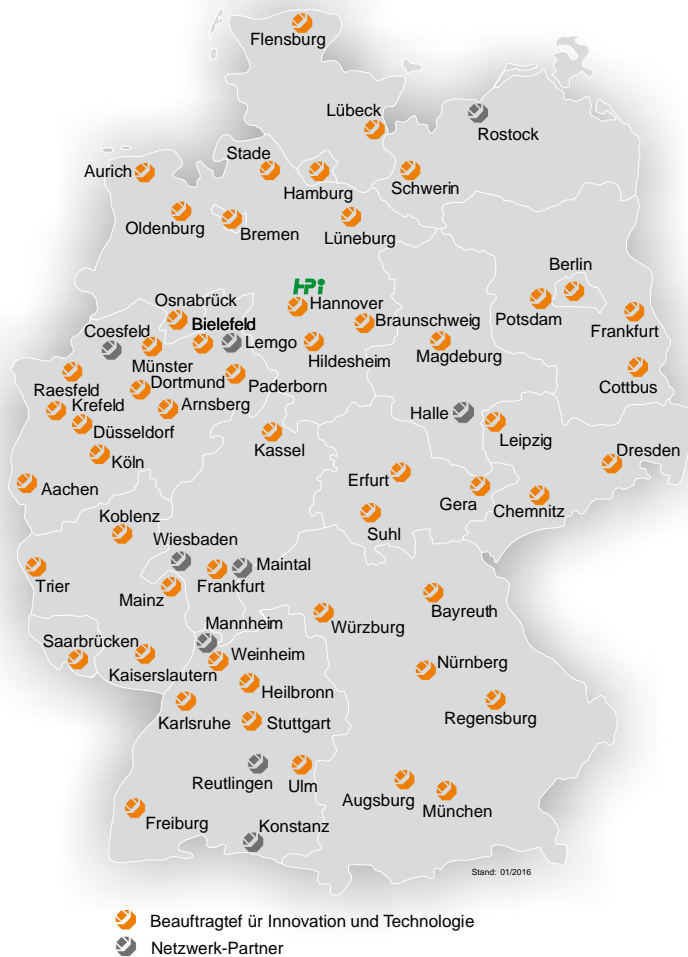 Flensburg
Lübeck
Rostock
Stade
Aurich
Hamburg
Schwerin
Oldenburg
Bremen
Lüneburg
Berlin
HPi
Osnabrück
Hannover
Potsdam
Frankfurt
Coesfeld
Bielefeld
Lemgo
Braunschweig
Münster
Hildesheim
Magdeburg
Raesfeld
Dortmund
Paderborn
Cottbus
Krefeld
Arnsberg
Halle
Düsseldorf
Leipzig
Kassel
Dresden
Köln
Erfurt
Aachen
Gera
Chemnitz
Koblenz
Suhl
Wiesbaden
Maintal
Trier
Frankfurt
Mainz
Bayreuth
Mannheim
Würzburg
Saarbrücken
Weinheim
Kaiserslautern
Nürnberg
Heilbronn
Karlsruhe
Stuttgart
Regensburg
Reutlingen
Ulm
Augsburg
München
Freiburg
Konstanz
Stand: 01/2016
Beauftragtef ür Innovation und Technologie
Netzwerk-Partner